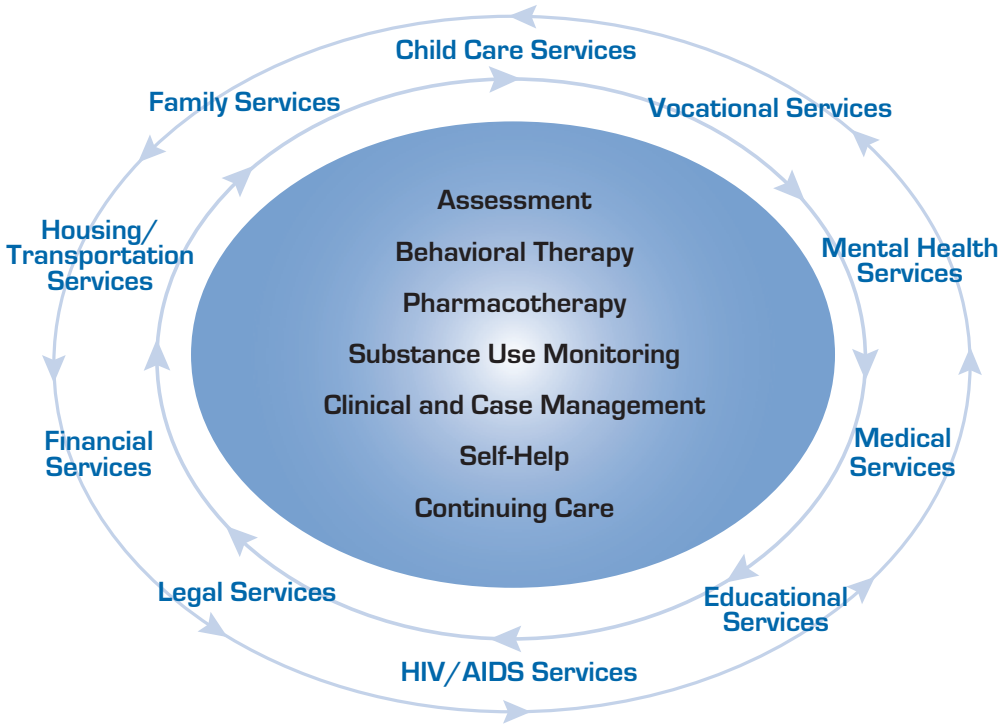 Child Care Services
Family Services
Vocational Services
Housing/
Transportation
Services
Mental Health
Services
Assessment
Behavioral Therapy
Pharmacotherapy
Substance Use Monitoring
Clinical and Case Management
Self-Help
Continuing Care
Financial
Services
Medical
Services
Legal Services
Educational
Services
HIV/AIDS Services